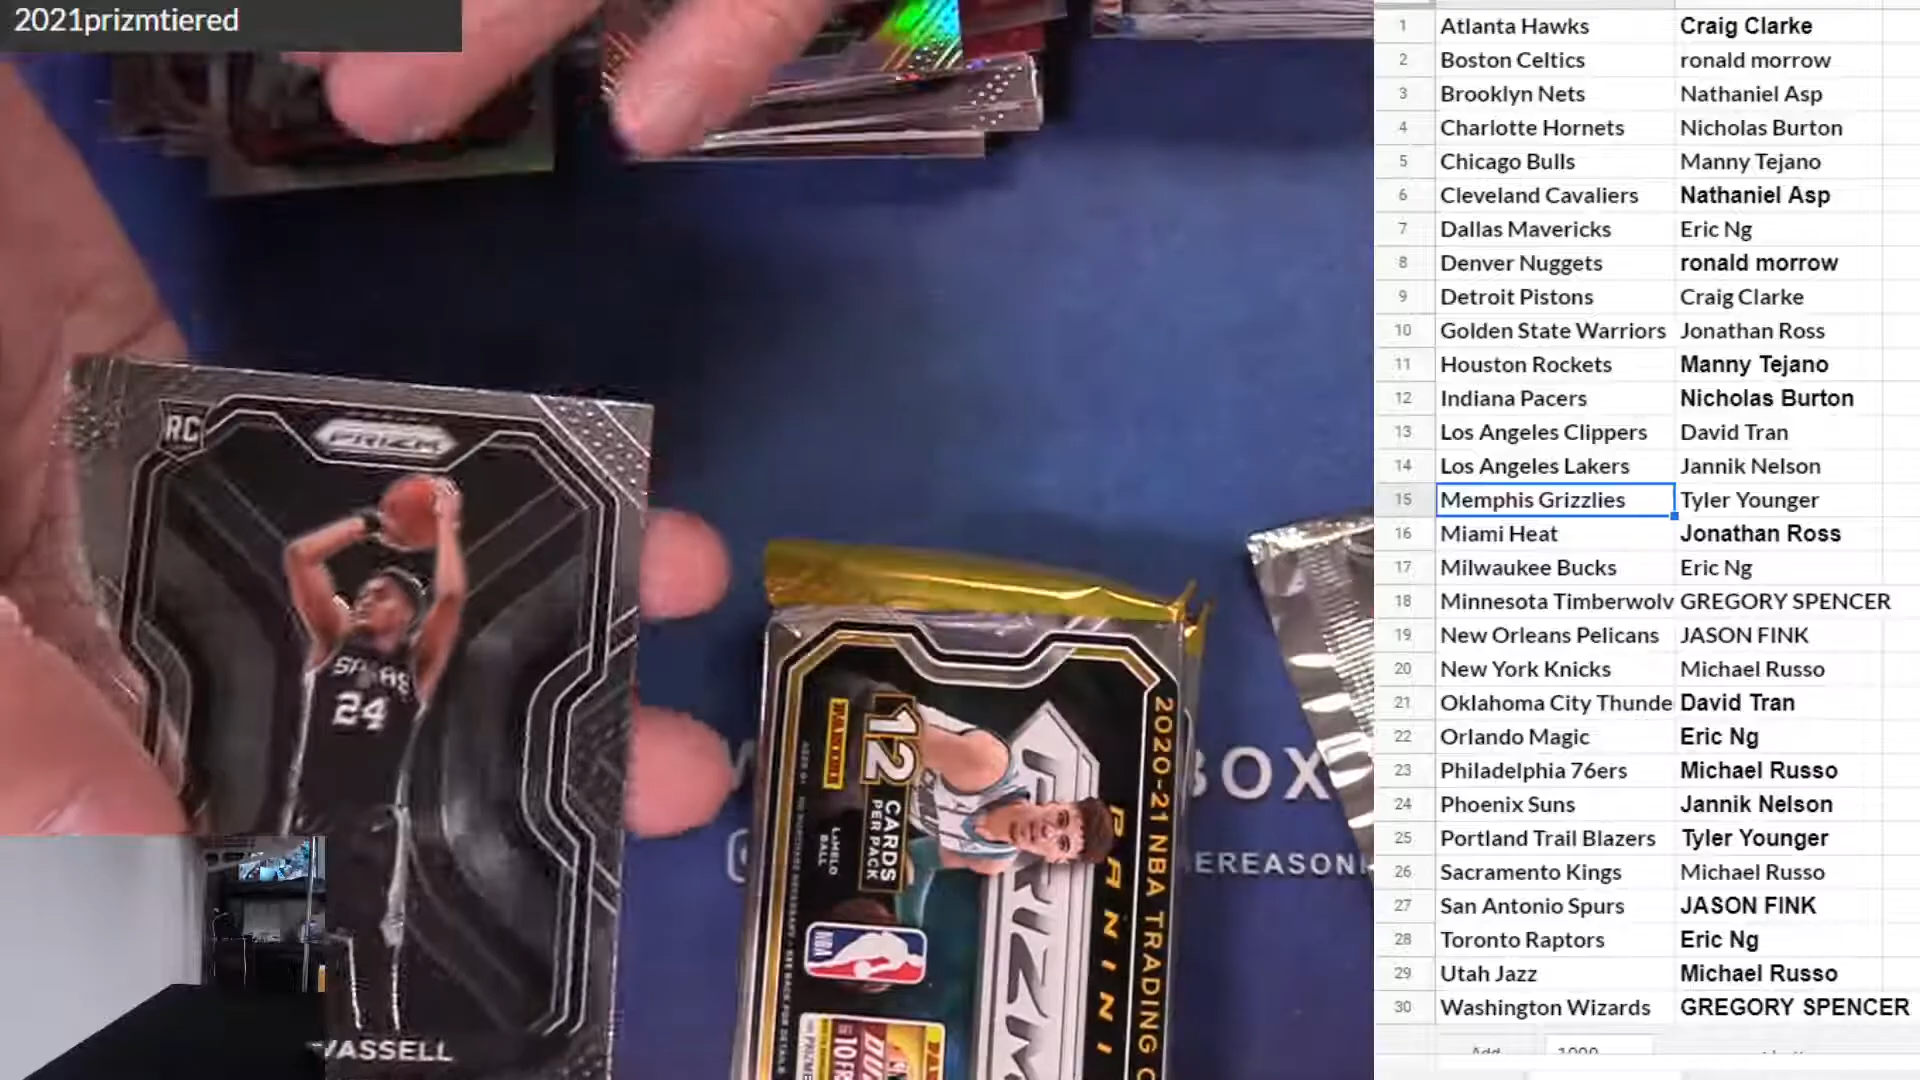 2021prizmtiered
RC
PRIZM
SPURS
24
VASSELL
2020-21 NBA TRADING C
PANINI
PRIZM
12
CARDS
PER PACK
LaMELO
BALL
NBA
BOX
EREASON
1 Atlanta Hawks Craig Clarke
2 Boston Celtics ronald morrow
3 Brooklyn Nets Nathaniel Asp
4 Charlotte Hornets Nicholas Burton
5 Chicago Bulls Manny Tejano
6 Cleveland Cavaliers Nathaniel Asp
7 Dallas Mavericks Eric Ng
8 Denver Nuggets ronald morrow
9 Detroit Pistons Craig Clarke
10 Golden State Warriors Jonathan Ross
11 Houston Rockets Manny Tejano
12 Indiana Pacers Nicholas Burton
13 Los Angeles Clippers David Tran
14 Los Angeles Lakers Jannik Nelson
15 Memphis Grizzlies Tyler Younger
16 Miami Heat Jonathan Ross
17 Milwaukee Bucks Eric Ng
18 Minnesota Timberwolv GREGORY SPENCER
19 New Orleans Pelicans JASON FINK
20 New York Knicks Michael Russo
21 Oklahoma City Thunde David Tran
22 Orlando Magic Eric Ng
23 Philadelphia 76ers Michael Russo
24 Phoenix Suns Jannik Nelson
25 Portland Trail Blazers Tyler Younger
26 Sacramento Kings Michael Russo
27 San Antonio Spurs JASON FINK
28 Toronto Raptors Eric Ng
29 Utah Jazz Michael Russo
30 Washington Wizards GREGORY SPENCER
Add 1000